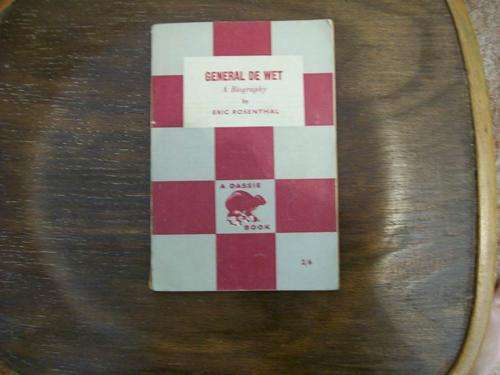 GENERAL DE WET
A Biography
by
ERIC ROSENTHAL
A DASSIE
BOOK
2/6